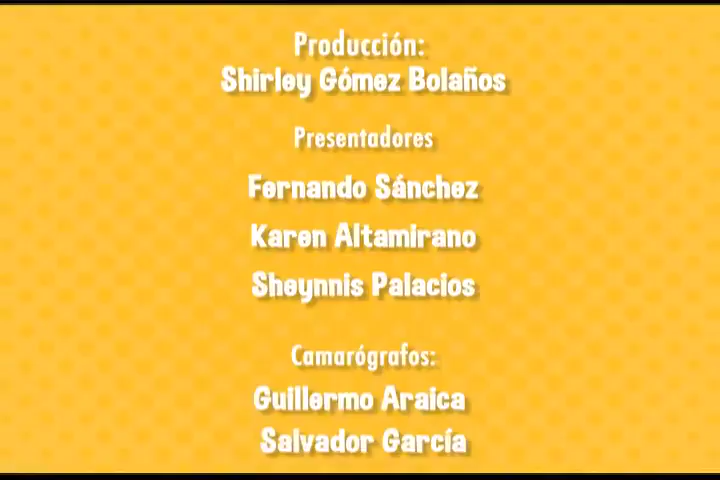 Producción:
Shirley Gómez Bolaños
Presentadores
Fernando Sánchez
Karen Altamirano
Sheynnis Palacios
Camarógrafos:
Guillermo Araica
Salvador García